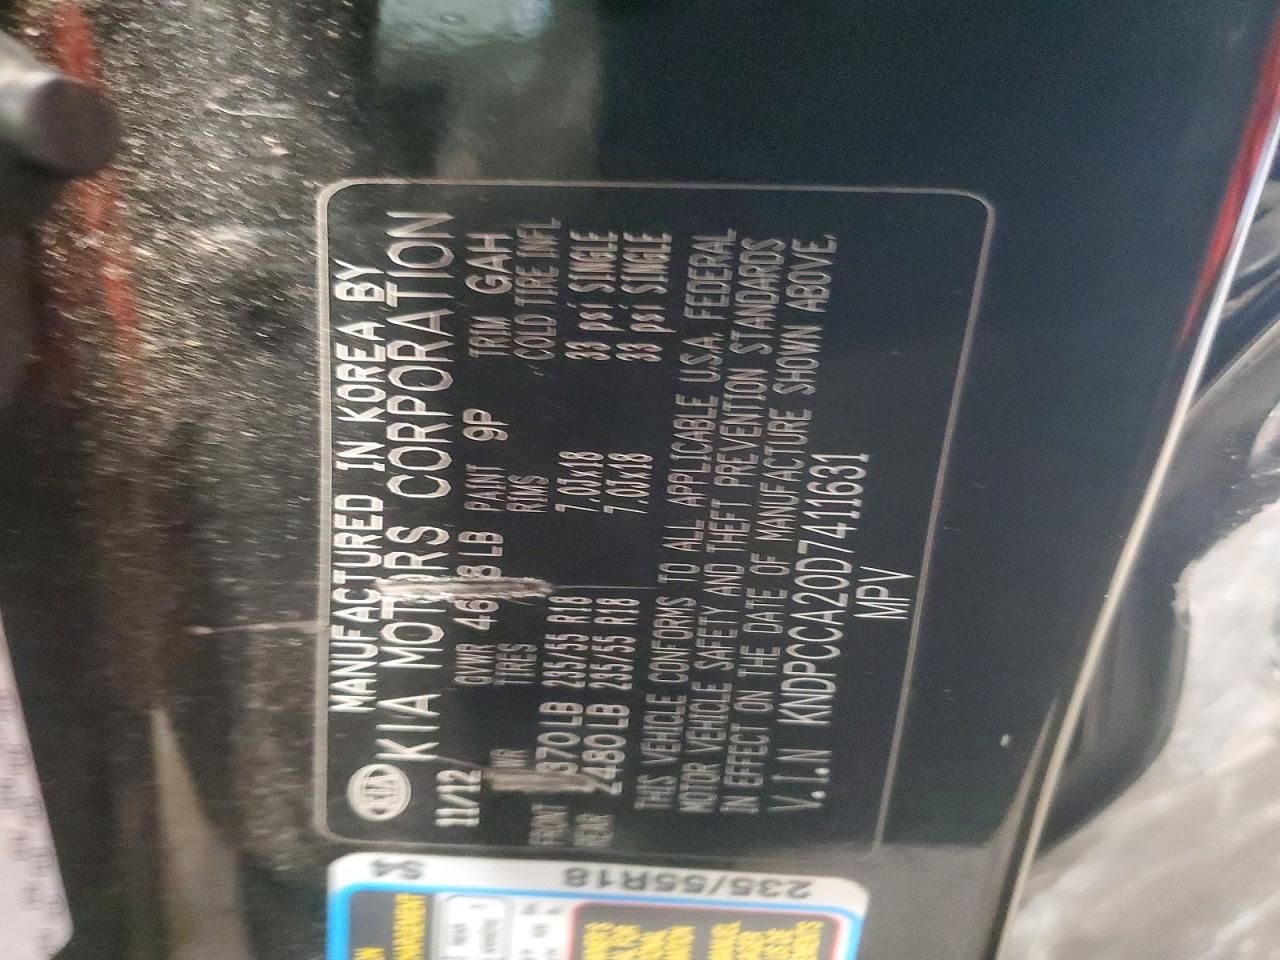 KIA
MANUFACTURED IN KOREA BY
KIA MOTORS CORPORATION
11/12 GVWR LB PAINT 9P TRIM GAH
TIRES RIMS COLD TIRE INFL
FRONT 370LB 235/55 R18 7.0Jx18 33 psi SINGLE
REAR 2480LB 235/55 R18 7.0Jx18 33 psi SINGLE
THIS VEHICLE CONFORMS TO ALL APPLICABLE U.S.A. FEDERAL
MOTOR VEHICLE SAFETY AND THEFT PREVENTION STANDARDS
IN EFFECT ON THE DATE OF MANUFACTURE SHOWN ABOVE.
V.I.N KNDPCCA20D7411631
MPV
235/55R18 S4